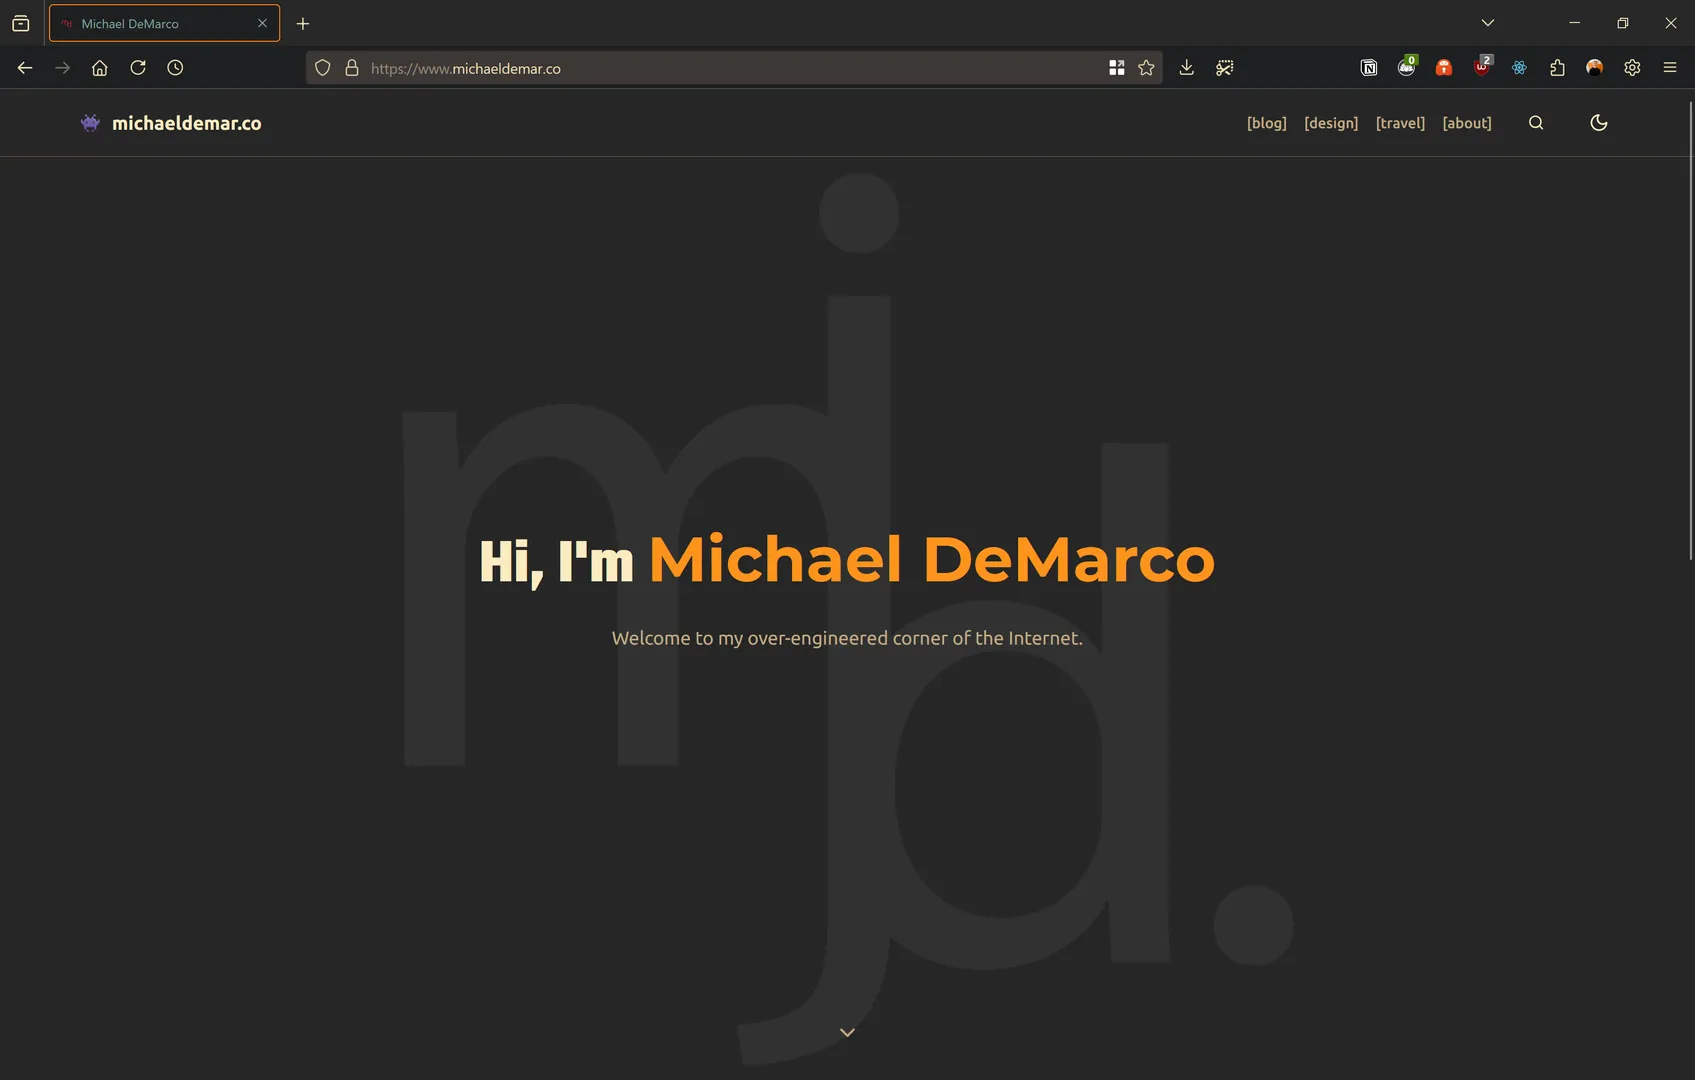 Michael DeMarco
https://www.michaeldemar.co
0
2
michaeldemar.co
[blog] [design] [travel] [about]
mjd.
Hi, I'm Michael DeMarco
Welcome to my over-engineered corner of the Internet.